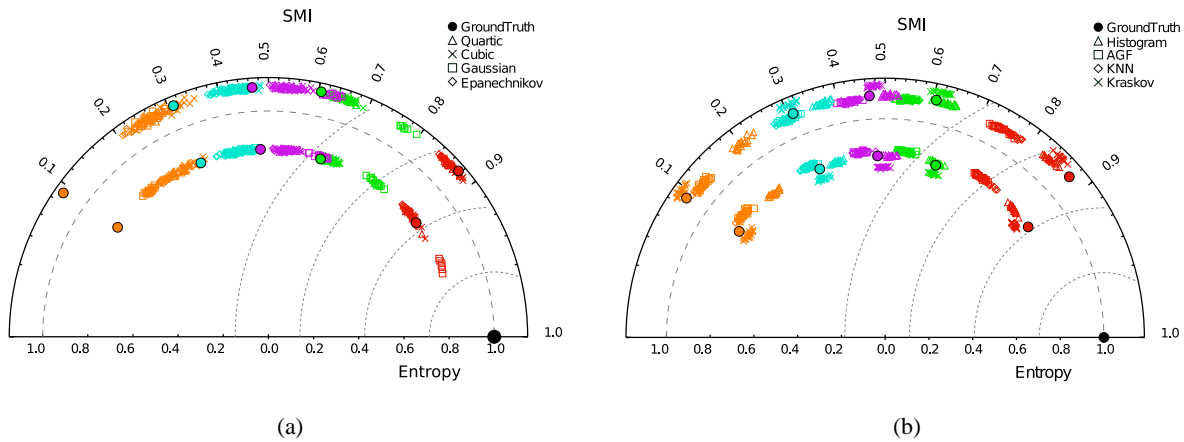 SMI
GroundTruth
Quartic
Cubic
Gaussian
Epanechnikov
0.1
0.2
0.3
0.4
0.5
0.6
0.7
0.8
0.9
1.0
1.0 0.8 0.6 0.4 0.2 0.0 0.2 0.4 0.6 0.8 1.0
Entropy
(a)
SMI
GroundTruth
Histogram
AGF
KNN
Kraskov
0.1
0.2
0.3
0.4
0.5
0.6
0.7
0.8
0.9
1.0
1.0 0.8 0.6 0.4 0.2 0.0 0.2 0.4 0.6 0.8 1.0
Entropy
(b)